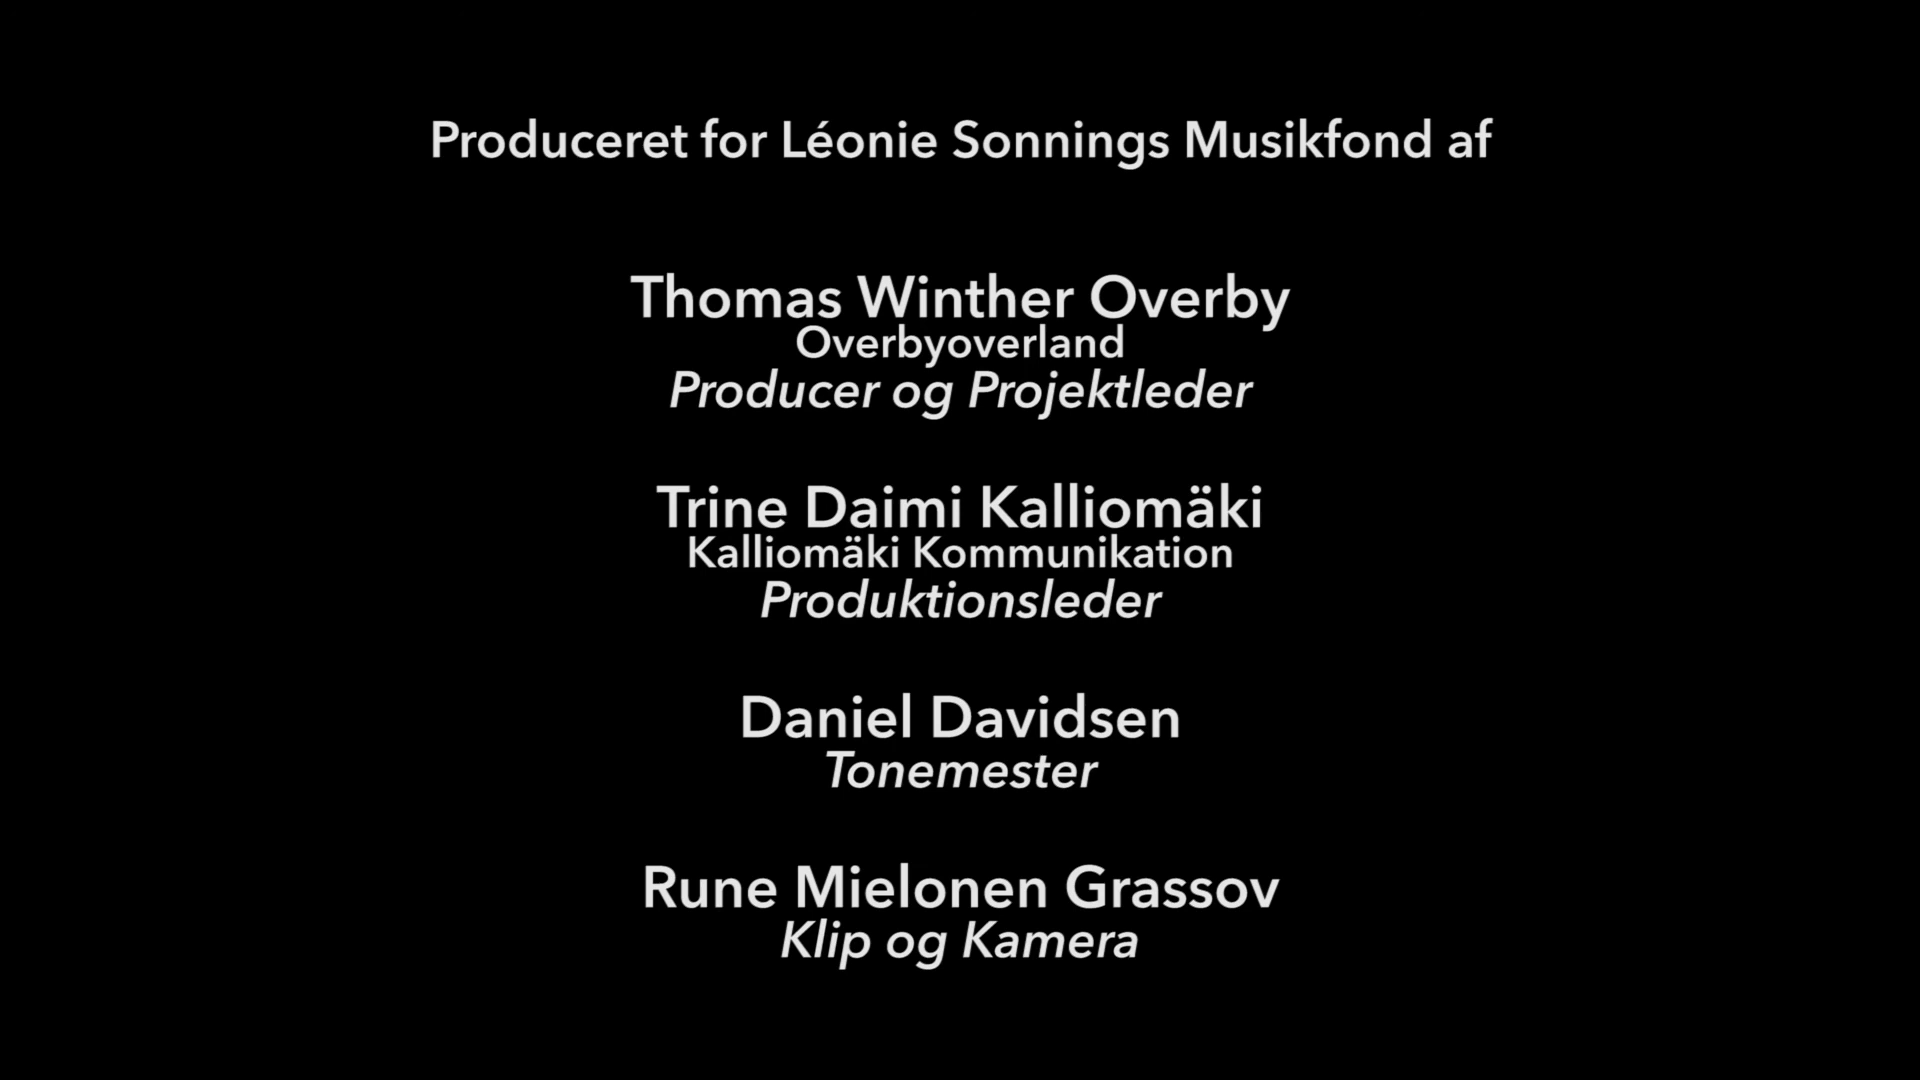 Produceret for Léonie Sonnings Musikfond af
Thomas Winther Overby
Overbyoverland
Producer og Projektleder
Trine Daimi Kalliomäki
Kalliomäki Kommunikation
Produktionsleder
Daniel Davidsen
Tonemester
Rune Mielonen Grassov
Klip og Kamera